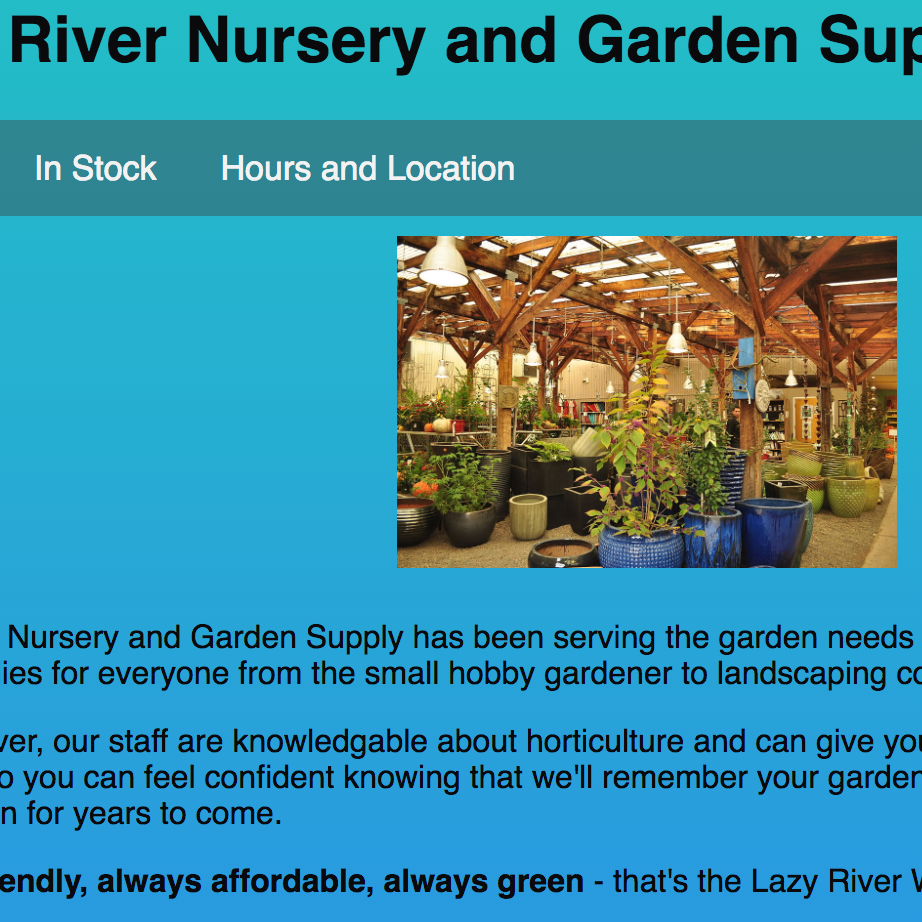 River Nursery and Garden Sup
In Stock Hours and Location
Nursery and Garden Supply has been serving the garden needs
ies for everyone from the small hobby gardener to landscaping co
ver, our staff are knowledgable about horticulture and can give you
o you can feel confident knowing that we'll remember your garden
n for years to come.
endly, always affordable, always green - that's the Lazy River W